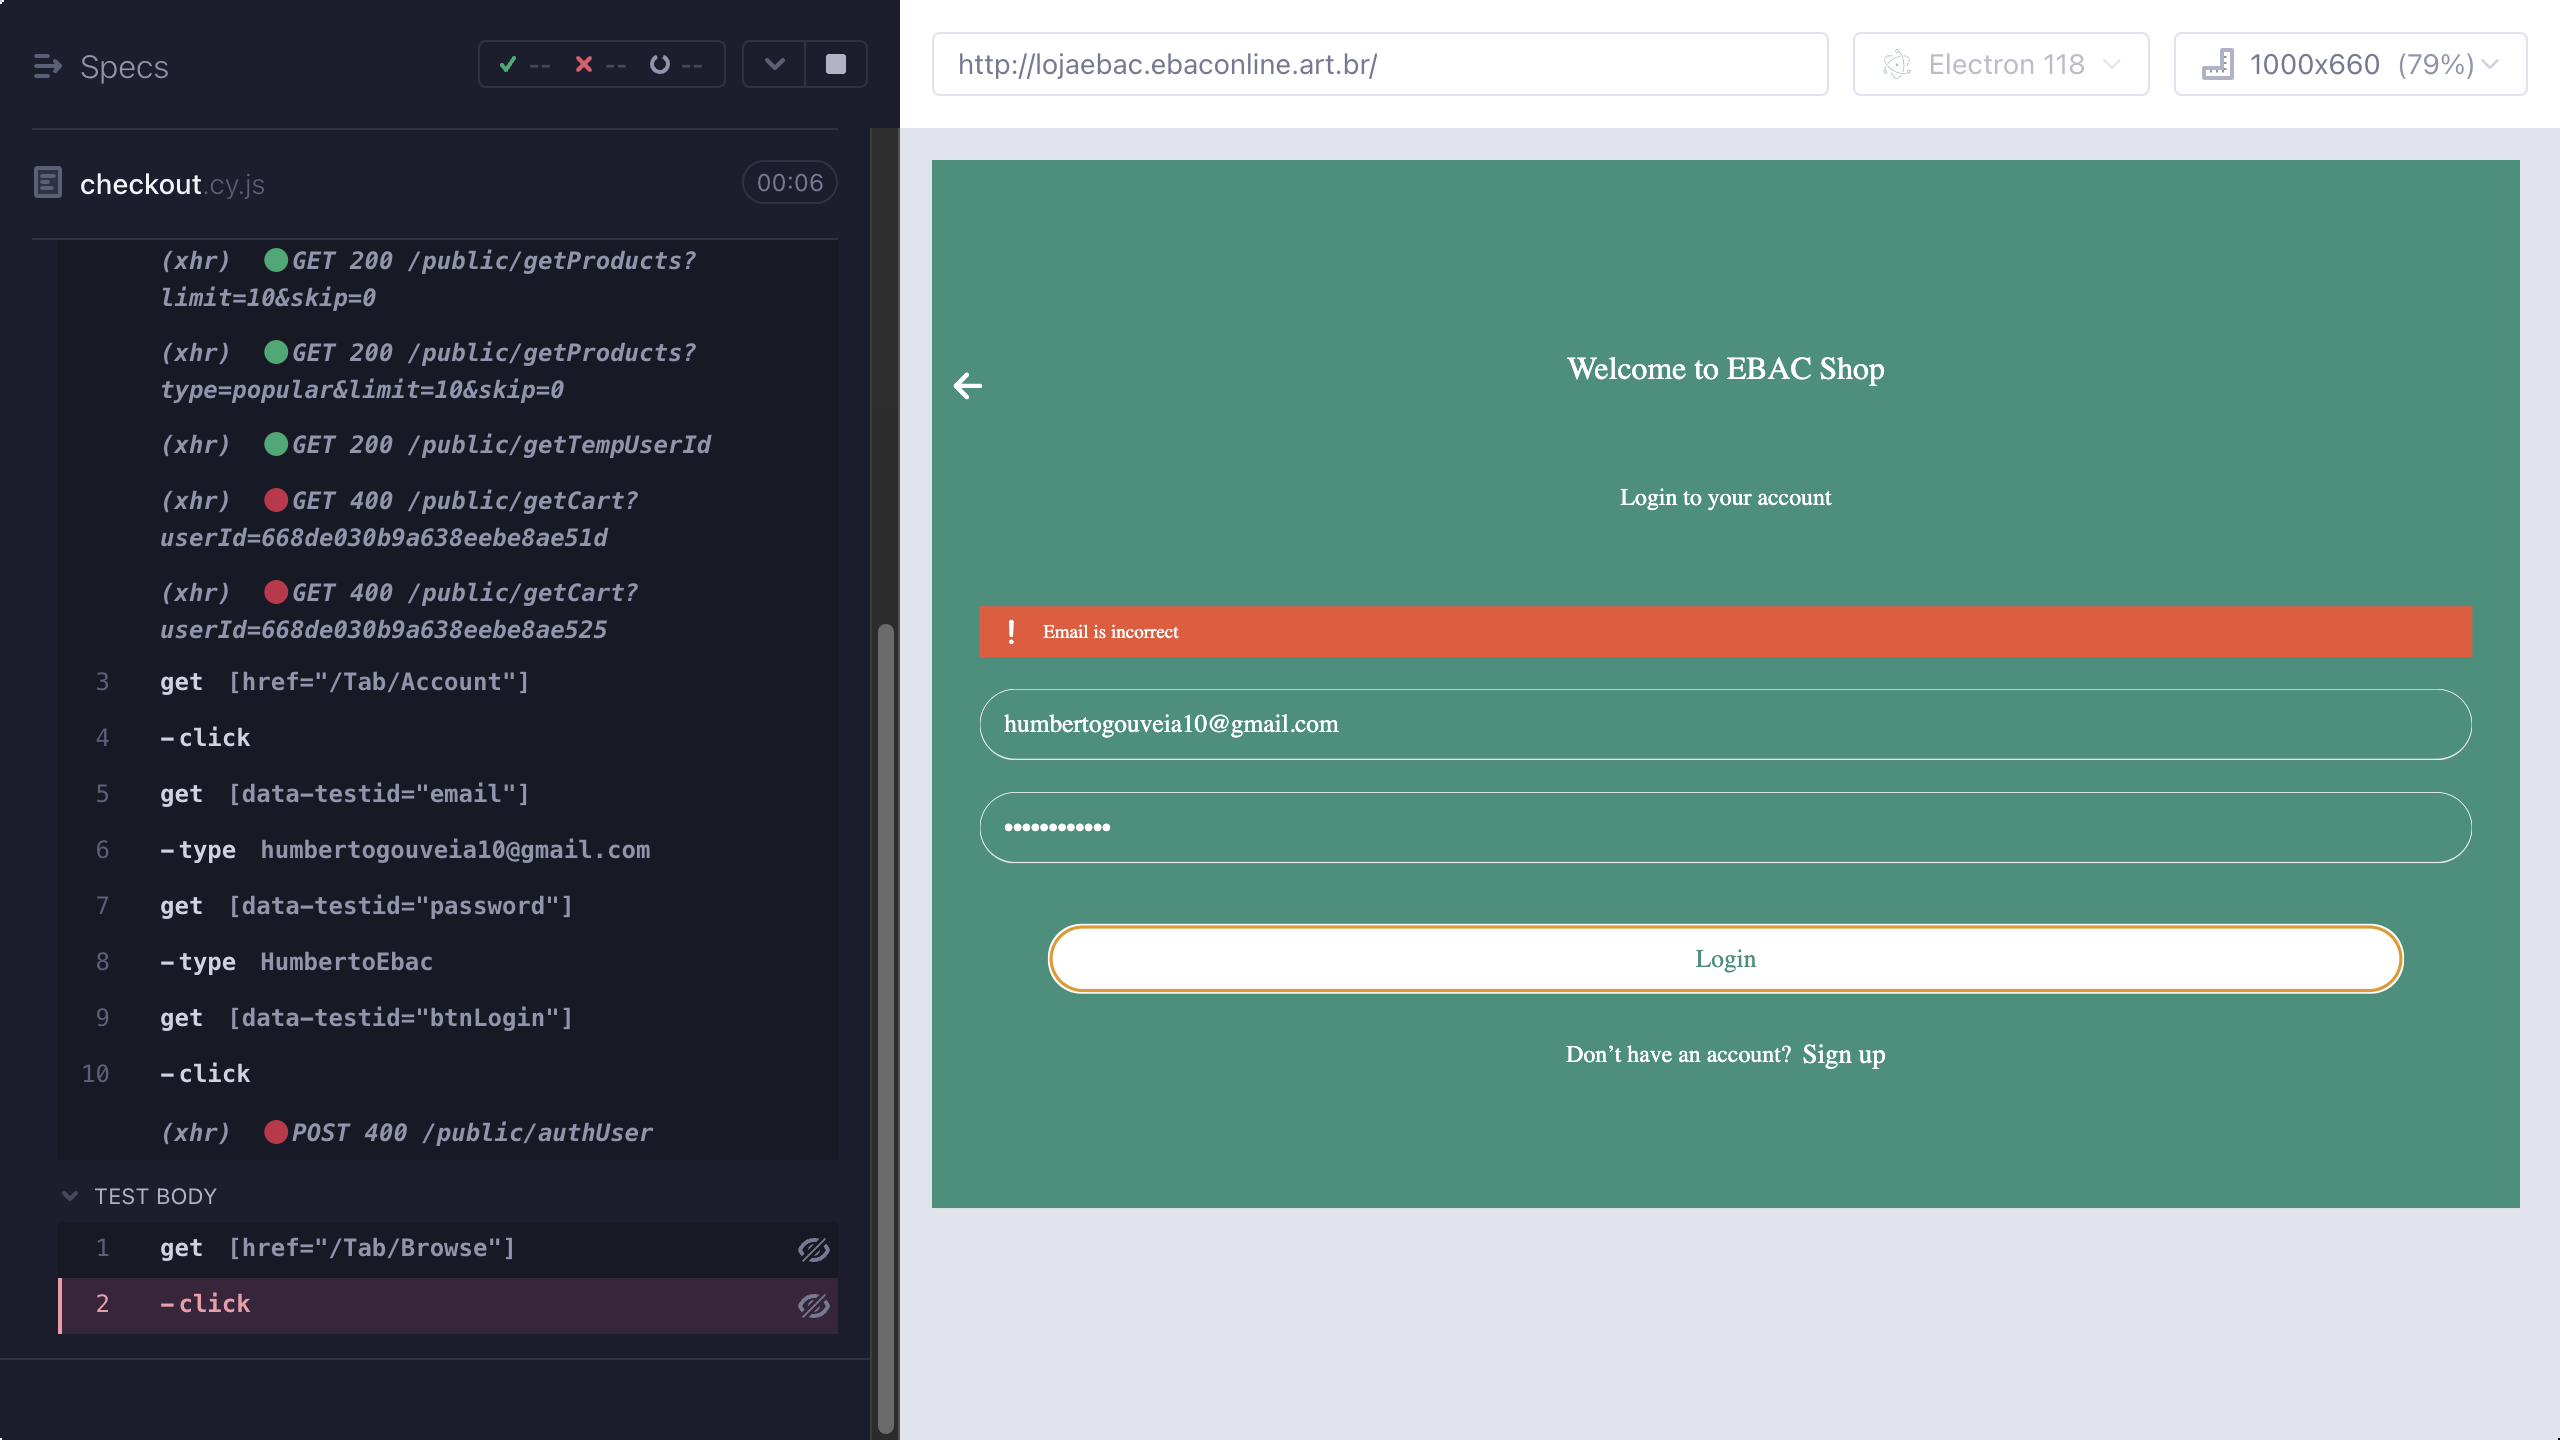 Specs
--
--
--
checkout.cy.js
00:06
(xhr) GET 200 /public/getProducts?
limit=10&skip=0
(xhr) GET 200 /public/getProducts?
type=popular&limit=10&skip=0
(xhr) GET 200 /public/getTempUserId
(xhr) GET 400 /public/getCart?
userId=668de030b9a638eebe8ae51d
(xhr) GET 400 /public/getCart?
userId=668de030b9a638eebe8ae525
3 get [href="/Tab/Account"]
4 -click
5 get [data-testid="email"]
6 -type humbertogouveia10@gmail.com
7 get [data-testid="password"]
8 -type HumbertoEbac
9 get [data-testid="btnLogin"]
10 -click
(xhr) POST 400 /public/authUser
TEST BODY
1 get [href="/Tab/Browse"]
2 -click
http://lojaebac.ebaconline.art.br/
Electron 118
1000x660 (79%)
Welcome to EBAC Shop
Login to your account
! Email is incorrect
humbertogouveia10@gmail.com
••••••••••••
Login
Don't have an account? Sign up